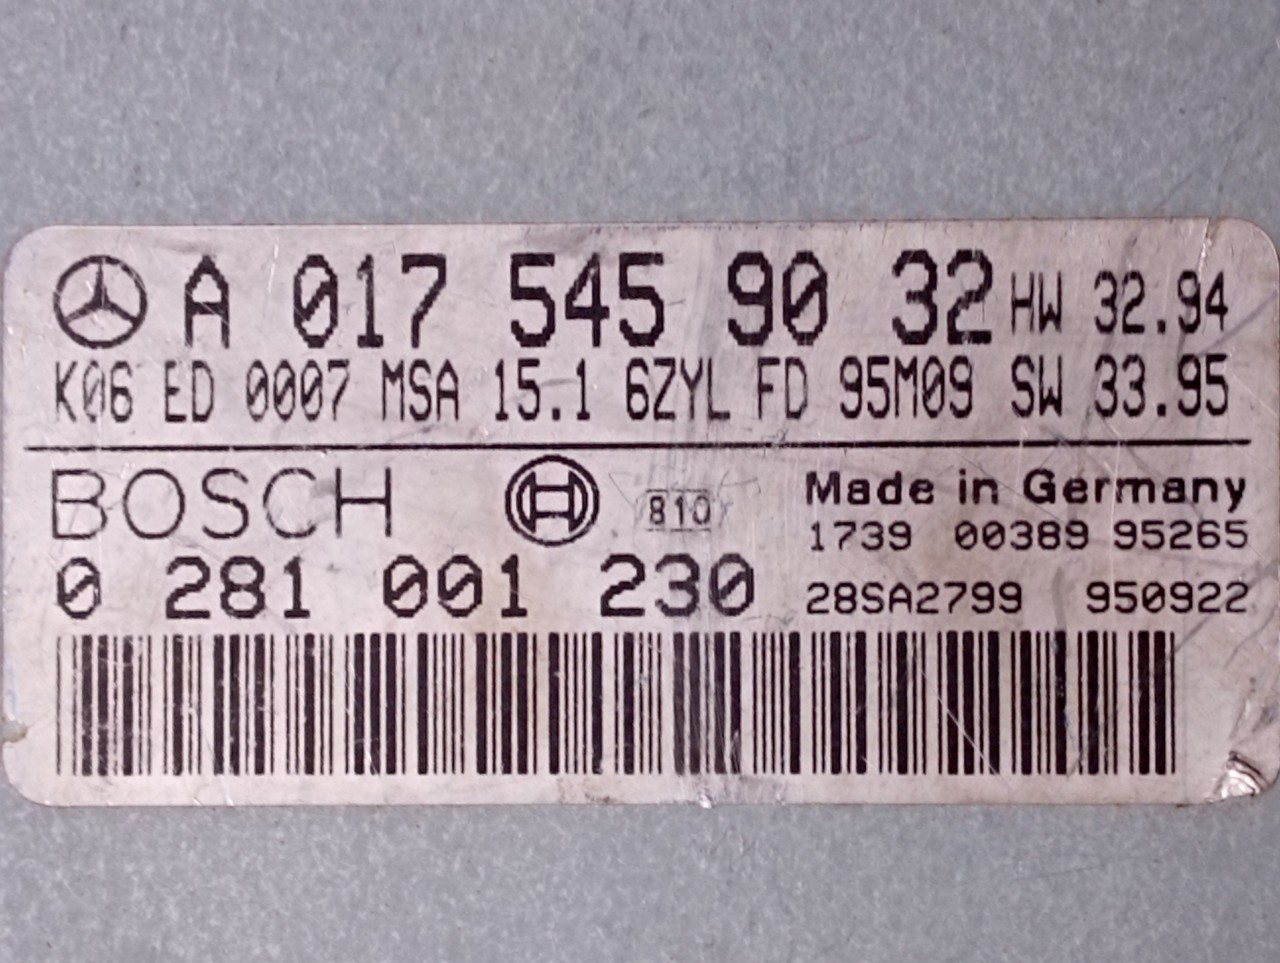 A 017 545 90 32 HW 32.94
K06 ED 0007 MSA 15.1 6ZYL FD 95M09 SW 33.95
BOSCH 810 Made in Germany
1739 00389 95265
0 281 001 230 28SA2799 950922